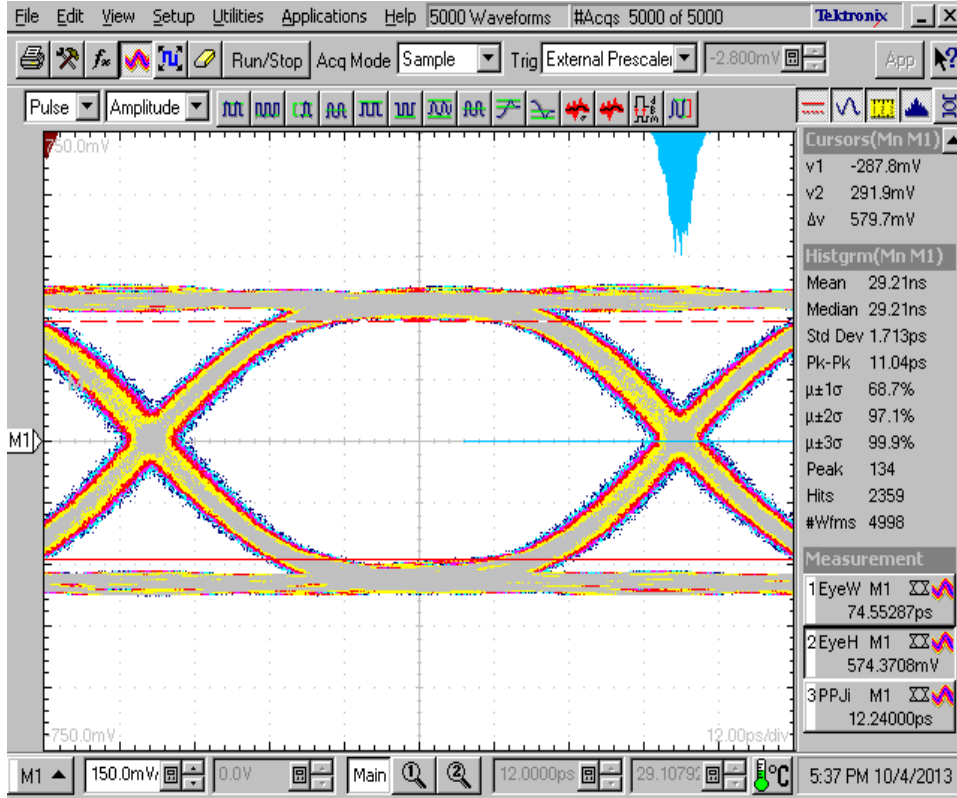 File Edit View Setup Utilities Applications Help 5000 Waveforms #Acqs 5000 of 5000 Tektronix
Run/Stop Acq Mode Sample Trig External Prescaler -2.800mV App
Pulse Amplitude
750.0mV
Cursors(Mn M1)
v1 -287.8mV
v2 291.9mV
Δv 579.7mV
Histgrm(Mn M1)
Mean 29.21ns
Median 29.21ns
Std Dev 1.713ps
Pk-Pk 11.04ps
μ±1σ 68.7%
μ±2σ 97.1%
μ±3σ 99.9%
Peak 134
Hits 2359
#Wfms 4998
M1
Measurement
1 EyeW M1
74.55287ps
2 EyeH M1
574.3708mV
3 PPJi M1
12.24000ps
-750.0mV 12.00ps/div
M1 150.0mV/ 0.0V Main 1 2 12.0000ps 29.10792 °C 5:37 PM 10/4/2013